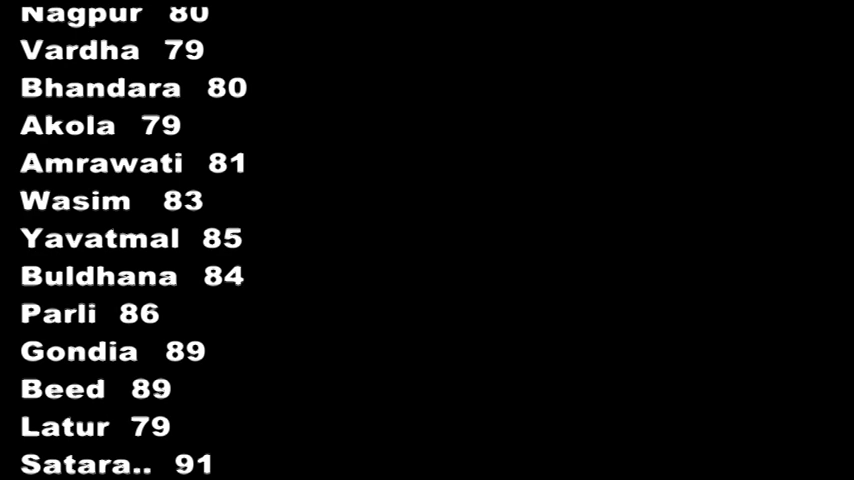 Nagpur 80
Vardha 79
Bhandara 80
Akola 79
Amrawati 81
Wasim 83
Yavatmal 85
Buldhana 84
Parli 86
Gondia 89
Beed 89
Latur 79
Satara.. 91